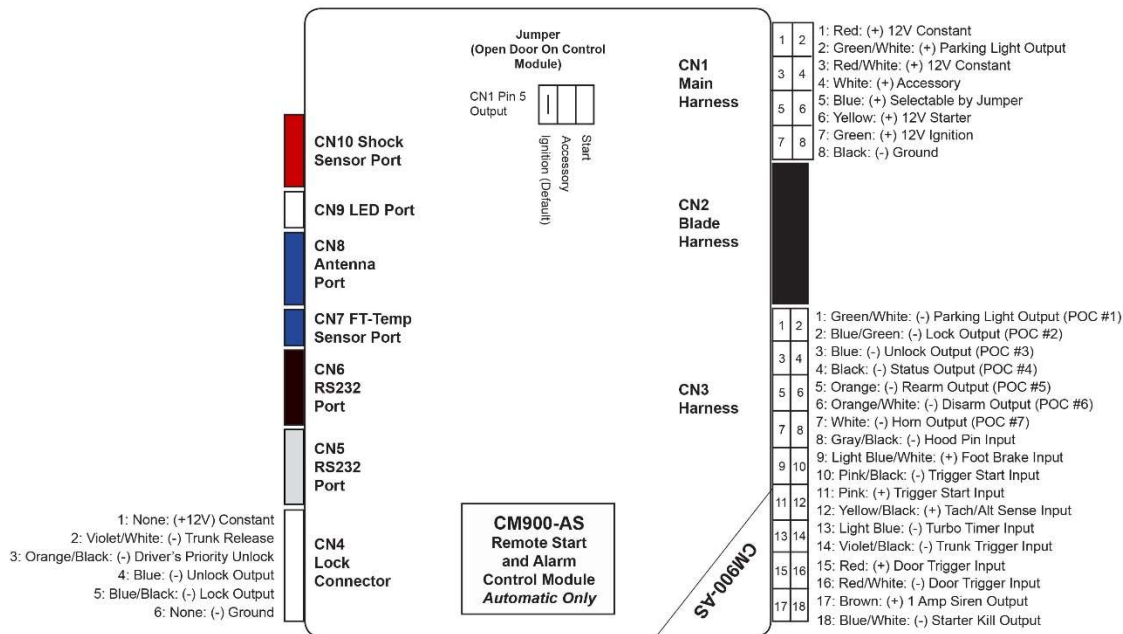 Jumper
(Open Door On Control
Module)
CN1 Pin 5
Output
Ignition (Default)
Accessory
Start
CN10 Shock
Sensor Port
CN9 LED Port
CN8
Antenna
Port
CN7 FT-Temp
Sensor Port
CN6
RS232
Port
CN5
RS232
Port
CN4
Lock
Connector
1: None: (+12V) Constant
2: Violet/White: (-) Trunk Release
3: Orange/Black: (-) Driver's Priority Unlock
4: Blue: (-) Unlock Output
5: Blue/Black: (-) Lock Output
6: None: (-) Ground
CM900-AS
Remote Start
and Alarm
Control Module
Automatic Only
CM900-AS
CN1
Main
Harness
1 2
3 4
5 6
7 8
1: Red: (+) 12V Constant
2: Green/White: (+) Parking Light Output
3: Red/White: (+) 12V Constant
4: White: (+) Accessory
5: Blue: (+) Selectable by Jumper
6: Yellow: (+) 12V Starter
7: Green: (+) 12V Ignition
8: Black: (-) Ground
CN2
Blade
Harness
CN3
Harness
1 2
3 4
5 6
7 8
9 10
11 12
13 14
15 16
17 18
1: Green/White: (-) Parking Light Output (POC #1)
2: Blue/Green: (-) Lock Output (POC #2)
3: Blue: (-) Unlock Output (POC #3)
4: Black: (-) Status Output (POC #4)
5: Orange: (-) Rearm Output (POC #5)
6: Orange/White: (-) Disarm Output (POC #6)
7: White: (-) Horn Output (POC #7)
8: Gray/Black: (-) Hood Pin Input
9: Light Blue/White: (+) Foot Brake Input
10: Pink/Black: (-) Trigger Start Input
11: Pink: (+) Trigger Start Input
12: Yellow/Black: (+) Tach/Alt Sense Input
13: Light Blue: (-) Turbo Timer Input
14: Violet/Black: (-) Trunk Trigger Input
15: Red: (+) Door Trigger Input
16: Red/White: (-) Door Trigger Input
17: Brown: (+) 1 Amp Siren Output
18: Blue/White: (-) Starter Kill Output